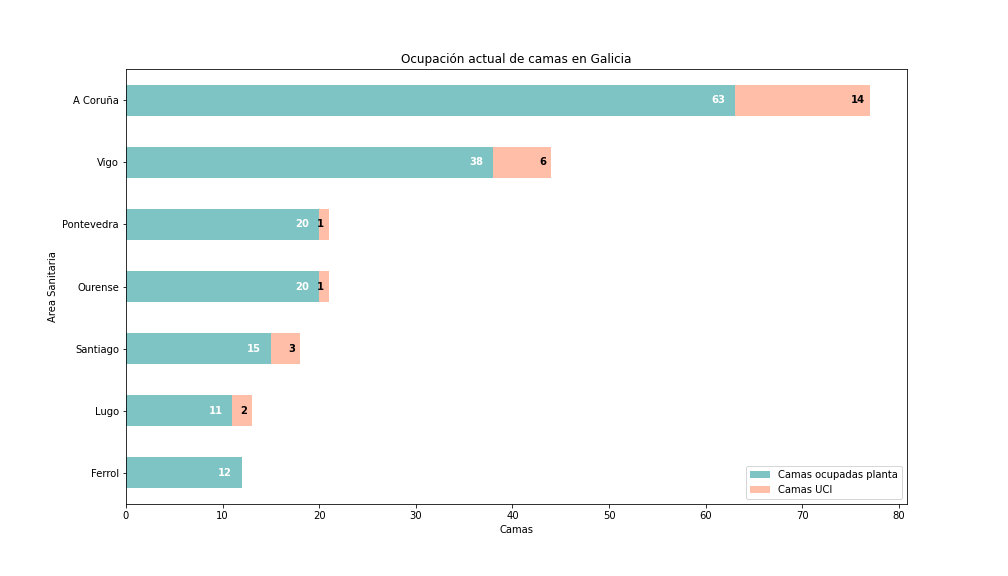 Ocupación actual de camas en Galicia
A Coruña 63 14
Vigo 38 6
Pontevedra 20 1
Ourense 20 1
Santiago 15 3
Lugo 11 2
Ferrol 12
Area Sanitaria
Camas ocupadas planta
Camas UCI
0 10 20 30 40 50 60 70 80
Camas